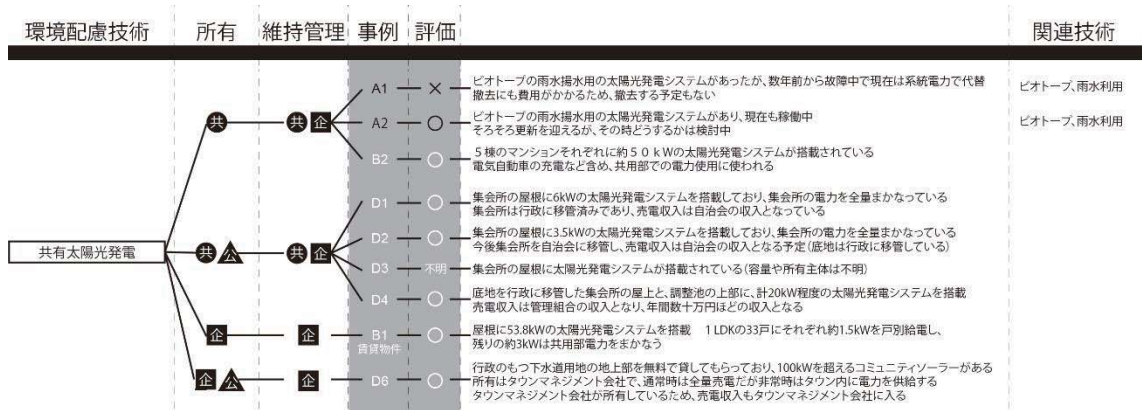 環境配慮技術 所有 維持管理 事例 評価 関連技術
共有太陽光発電
共 共 企 A1 × ビオトープの雨水揚水用の太陽光発電システムがあったが、数年前から故障中で現在は系統電力で代替
撤去にも費用がかかるため、撤去する予定もない
ビオトープ、雨水利用
A2 ○ ビオトープの雨水揚水用の太陽光発電システムがあり、現在も稼働中
そろそろ更新を迎えるが、その時どうするかは検討中
ビオトープ、雨水利用
B2 ○ 5棟のマンションそれぞれに約50kWの太陽光発電システムが搭載されている
電気自動車の充電など含め、共用部での電力使用に使われる
共 公 共 企 D1 ○ 集会所の屋根に6kWの太陽光発電システムを搭載しており、集会所の電力を全量まかなっている
集会所は行政に移管済みであり、売電収入は自治会の収入となっている
D2 ○ 集会所の屋根に3.5kWの太陽光発電システムを搭載しており、集会所の電力を全量まかなっている
今後集会所を自治会に移管し、売電収入は自治会の収入となる予定（底地は行政に移管している）
D3 不明 集会所の屋根に太陽光発電システムが搭載されている（容量や所有主体は不明）
D4 ○ 底地を行政に移管した集会所の屋上と、調整池の上部に、計20kW程度の太陽光発電システムを搭載
売電収入は管理組合の収入となり、年間数十万円ほどの収入となる
企 企 B1 ○ 屋根に53.8kWの太陽光発電システムを搭載 1LDKの33戸にそれぞれ約1.5kWを戸別給電し、
賃貸物件 残りの約3kWは共用部電力をまかなう
企 公 企 D6 ○ 行政のもつ下水道用地の地上部を無料で貸してもらっており、100kWを超えるコミュニティソーラーがある
所有はタウンマネジメント会社で、通常時は全量売電だが非常時はタウン内に電力を供給する
タウンマネジメント会社が所有しているため、売電収入もタウンマネジメント会社に入る